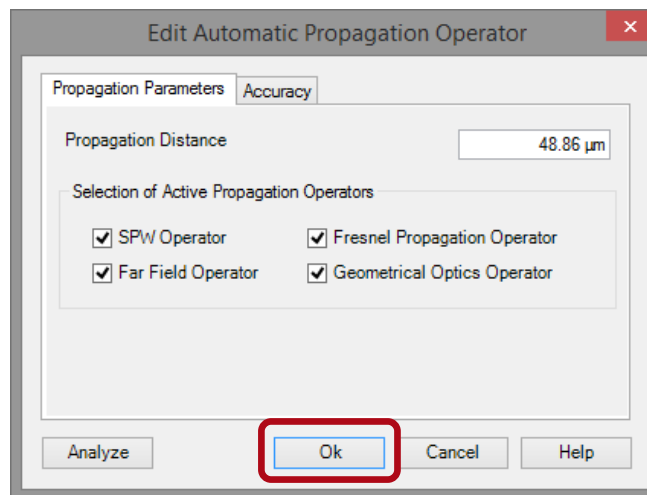 Edit Automatic Propagation Operator
Propagation Parameters Accuracy
Propagation Distance 48.86 µm
Selection of Active Propagation Operators
SPW Operator Fresnel Propagation Operator
Far Field Operator Geometrical Optics Operator
Analyze Ok Cancel Help